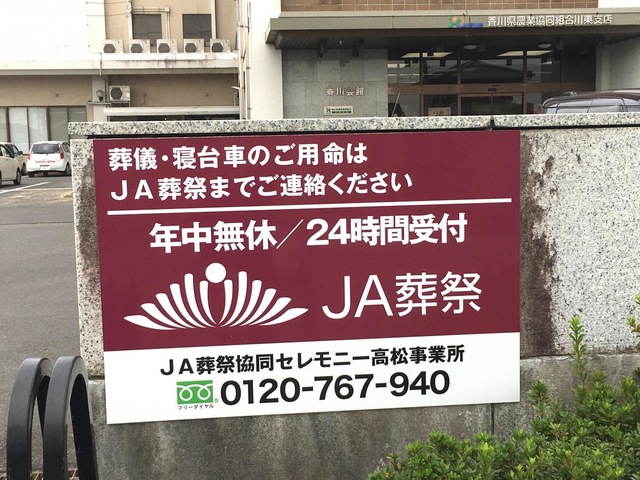 香川県農業協同組合川東支店
香川会館
葬儀・寝台車のご用命は
JA葬祭までご連絡ください
年中無休／24時間受付
JA葬祭
JA葬祭協同セレモニー高松事業所
フリーダイヤル
0120-767-940